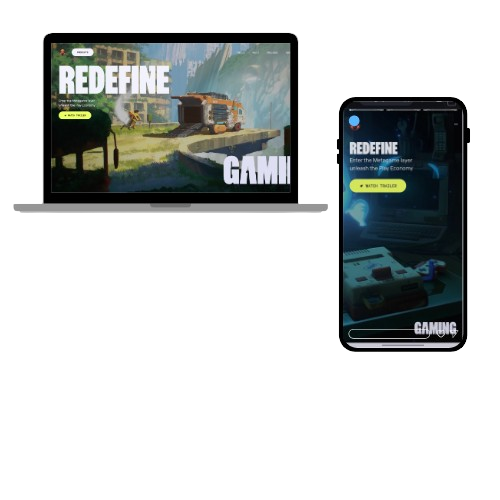 REDEFINE
Enter the Metagame layer
unleash the Play Economy
WATCH TRAILER
GAMI
REDEFINE
Enter the Metagame layer
unleash the Play Economy
WATCH TRAILER
GAMING